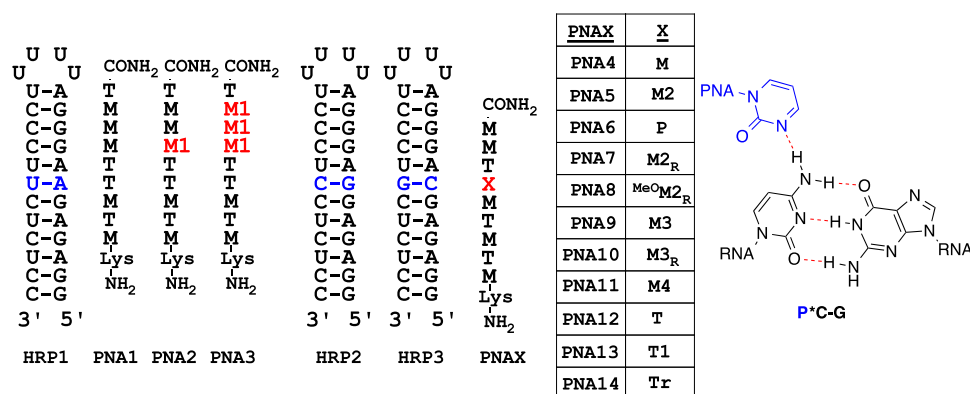 U U
U U
U-A
C-G
C-G
C-G
U-A
U-A
C-G
U-A
C-G
U-A
C-G
C-G
3' 5'
HRP1
CONH2
T
M
M
M
T
T
M
T
M
Lys
NH2
PNA1
CONH2
T
M
M
M1
T
T
M
T
M
Lys
NH2
PNA2
CONH2
T
M1
M1
M1
T
T
M
T
M
Lys
NH2
PNA3
U U
U U
U-A
C-G
C-G
C-G
U-A
C-G
C-G
U-A
C-G
U-A
C-G
C-G
3' 5'
HRP2
U U
U U
U-A
C-G
C-G
C-G
U-A
G-C
C-G
U-A
C-G
U-A
C-G
C-G
3' 5'
HRP3
CONH2
M
M
T
X
M
T
M
T
M
Lys
NH2
PNAX
PNAX X
PNA4 M
PNA5 M2
PNA6 P
PNA7 M2R
PNA8 MeOM2R
PNA9 M3
PNA10 M3R
PNA11 M4
PNA12 T
PNA13 T1
PNA14 Tr
PNA N
O N
H
N H O
N
N H N
N N
RNA O H N RNA
H
P*C-G